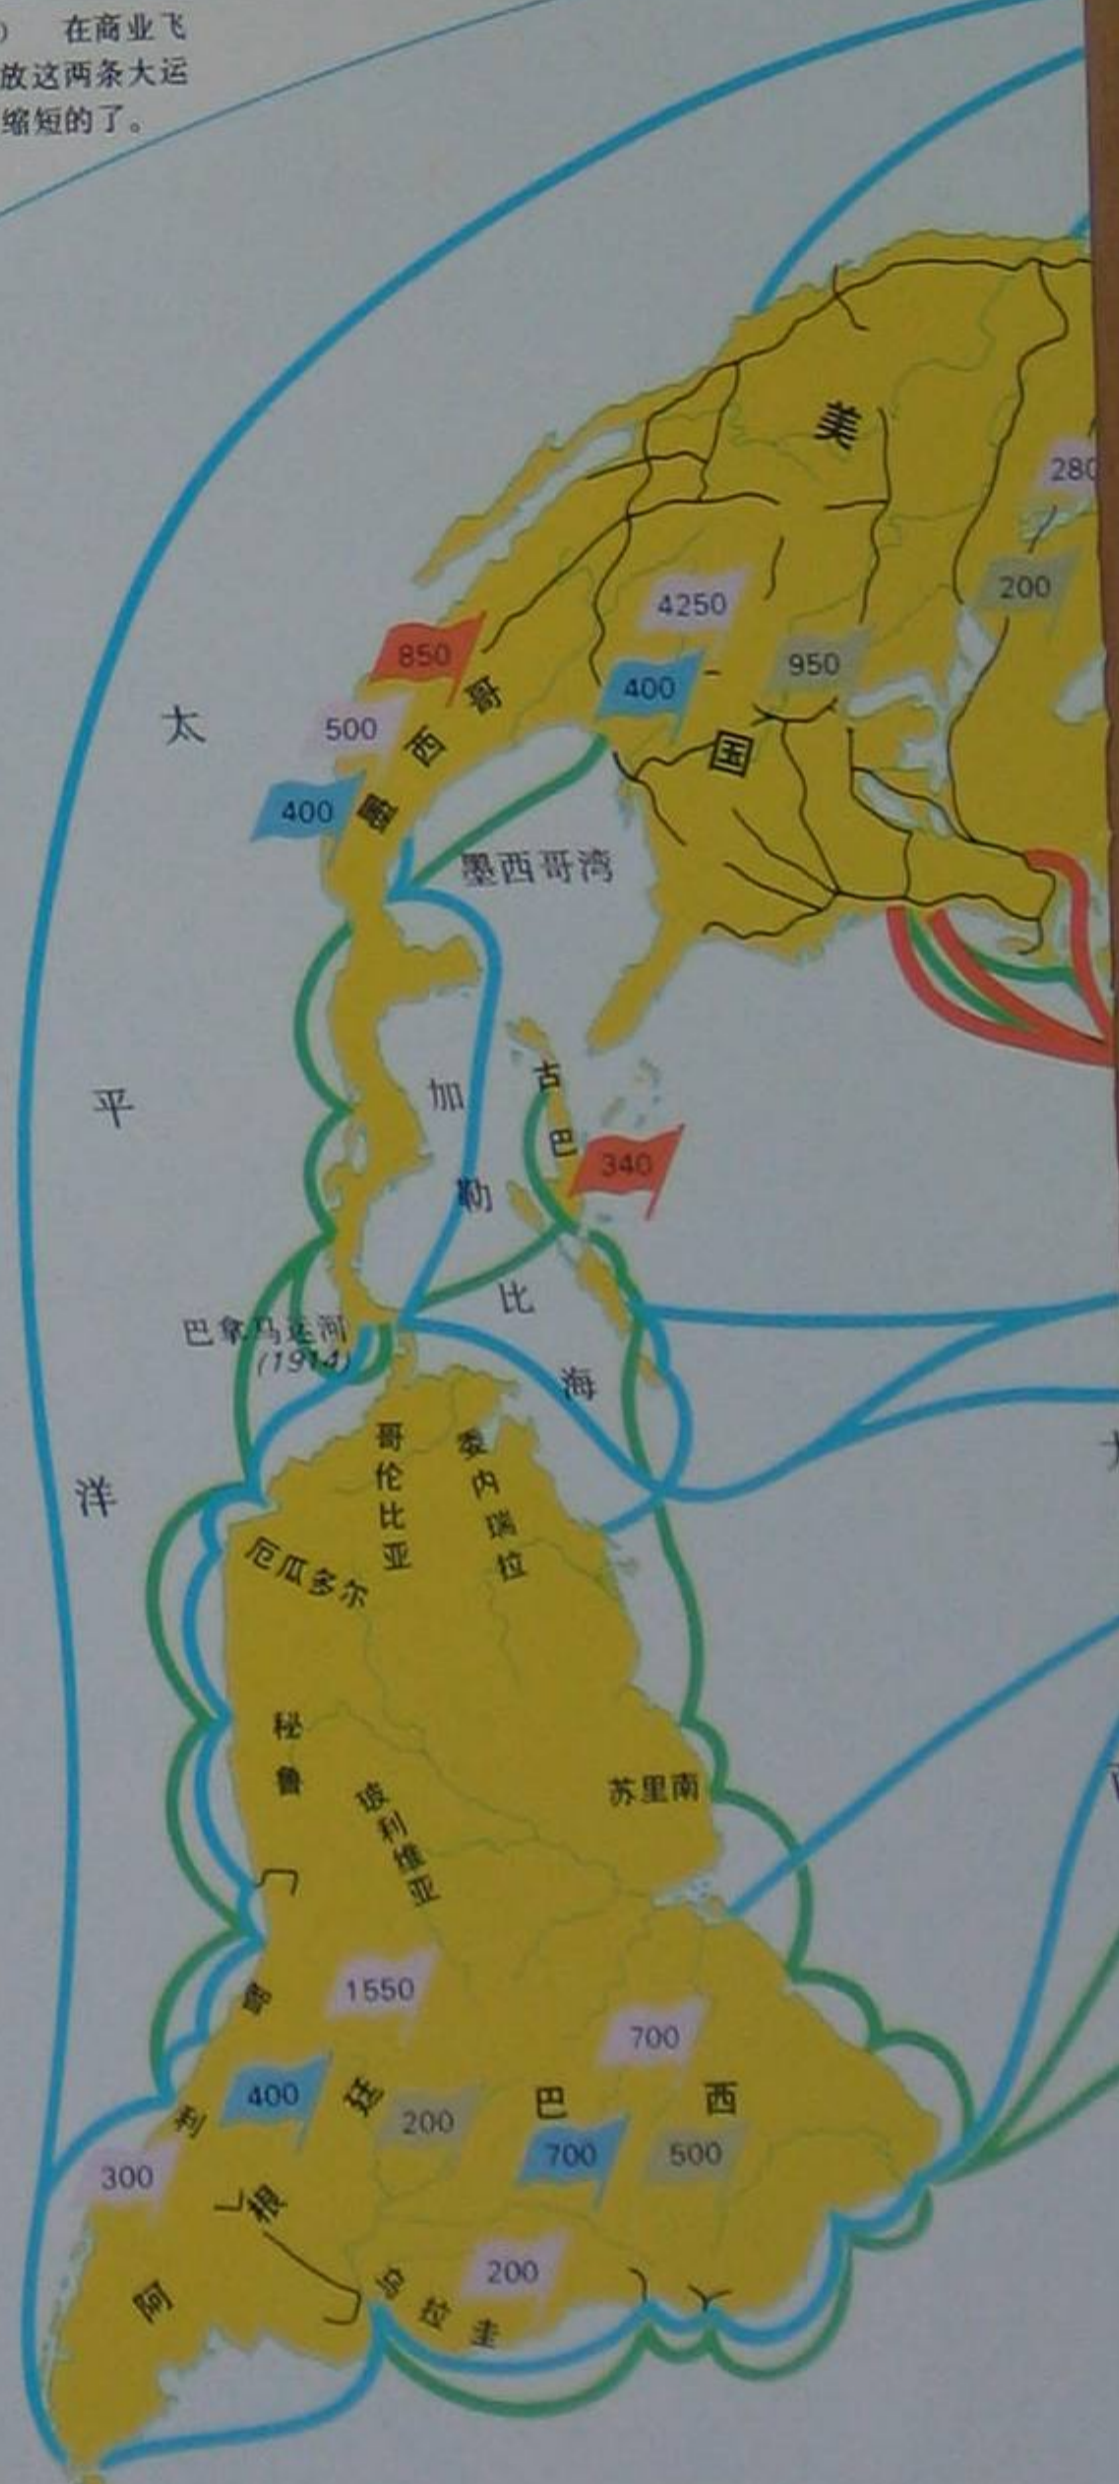 在商业飞
放这两条大运
缩短的了。
美国
280
200
4250
950
400
850
500
400
墨西哥
墨西哥湾
太平洋
古巴
340
加勒比海
巴拿马运河
(1914)
哥伦比亚
委内瑞拉
厄瓜多尔
秘鲁
玻利维亚
苏里南
智利
1550
700
400
200
巴西
700
500
300
阿根廷
200
乌拉圭